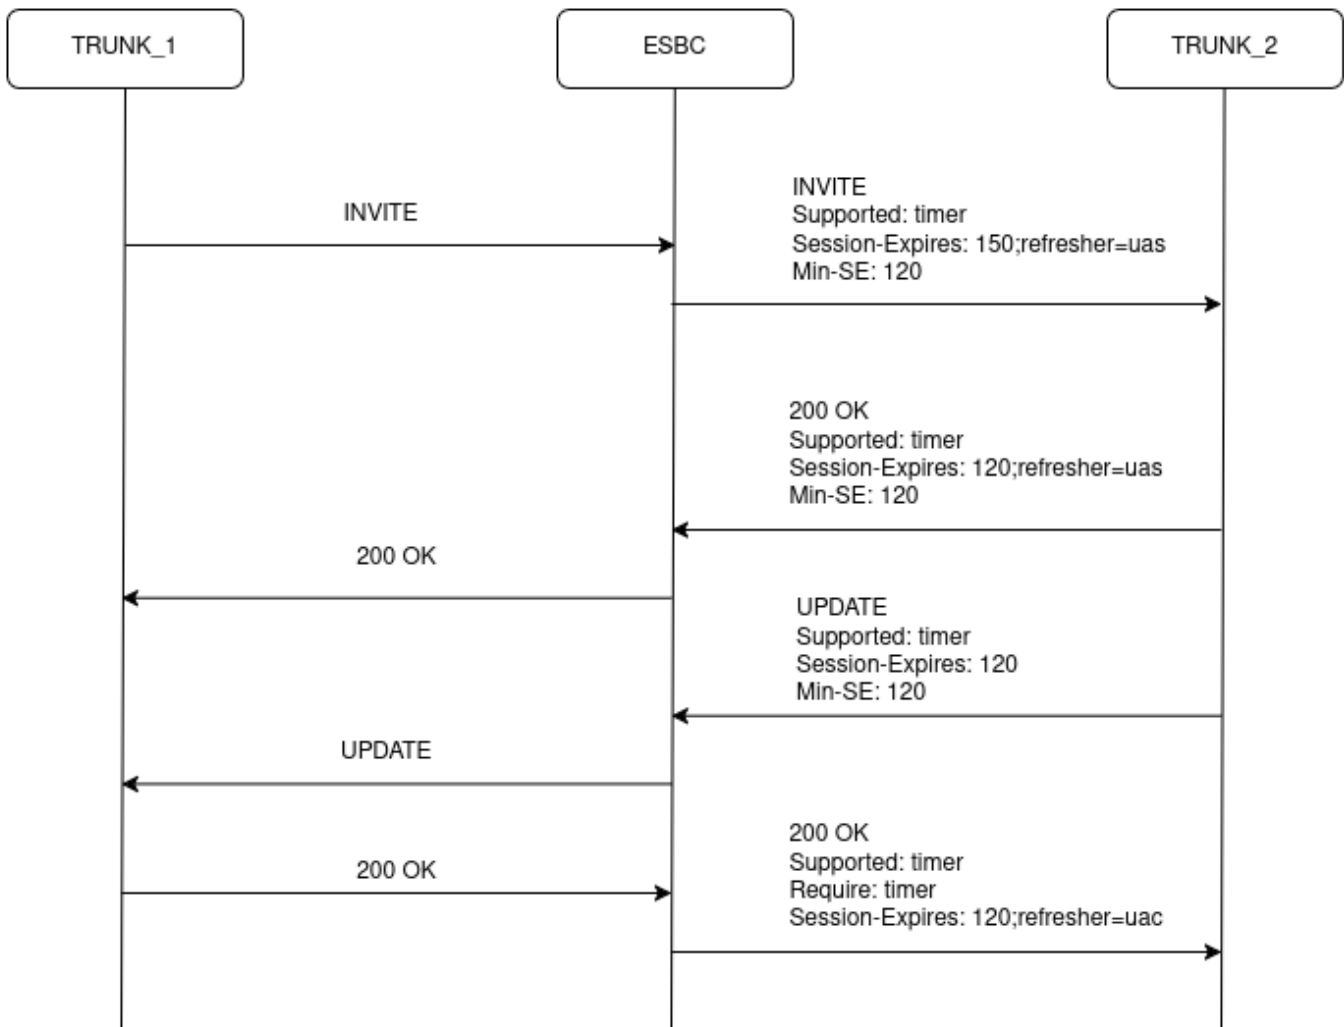 TRUNK_1
ESBC
TRUNK_2
INVITE
INVITE
Supported: timer
Session-Expires: 150;refresher=uas
Min-SE: 120
200 OK
Supported: timer
Session-Expires: 120;refresher=uas
Min-SE: 120
200 OK
UPDATE
Supported: timer
Session-Expires: 120
Min-SE: 120
UPDATE
200 OK
200 OK
Supported: timer
Require: timer
Session-Expires: 120;refresher=uac